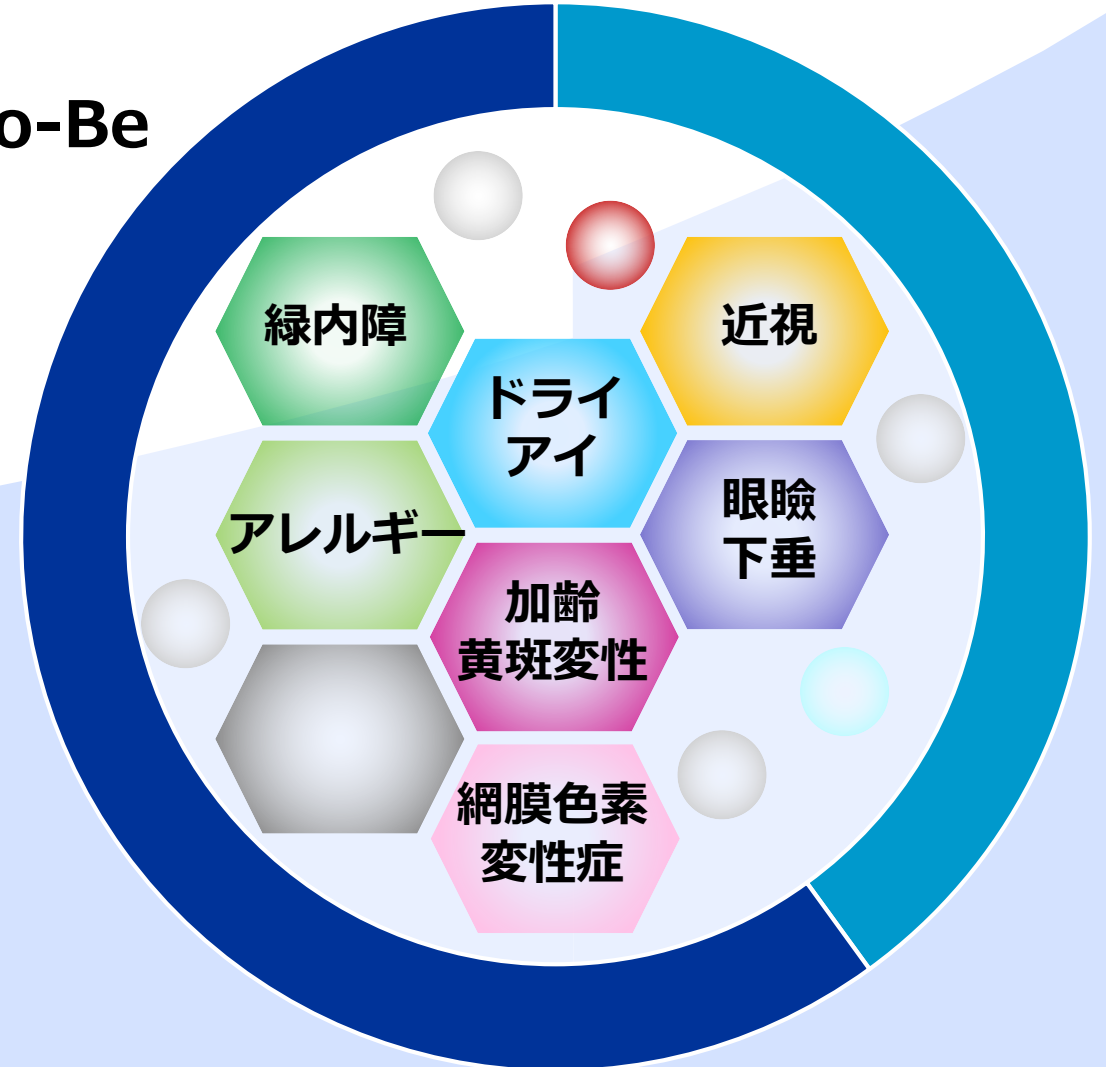 o-Be
緑内障
近視
ドライ
アイ
アレルギー
眼瞼
下垂
加齢
黄斑変性
網膜色素
変性症